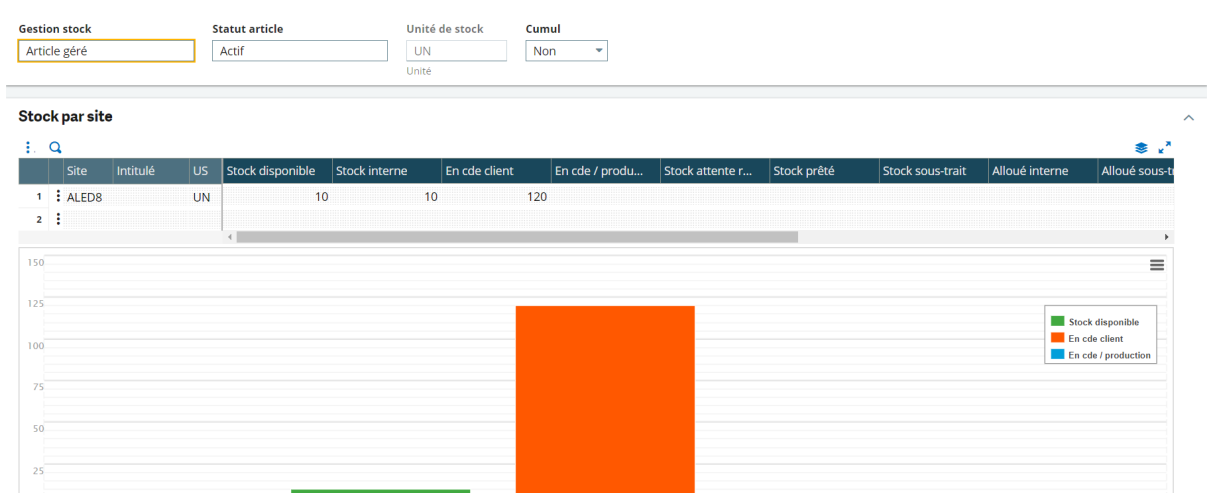 Gestion stock Statut article Unité de stock Cumul
Article géré Actif UN Non
Unité
Stock par site
Site Intitulé US Stock disponible Stock interne En cde client En cde / produ... Stock attente r... Stock prêté Stock sous-trait Alloué interne Alloué sous-tr
1 ALED8 UN 10 10 120
2
150
125
Stock disponible
En cde client
100
En cde / production
75
50
25